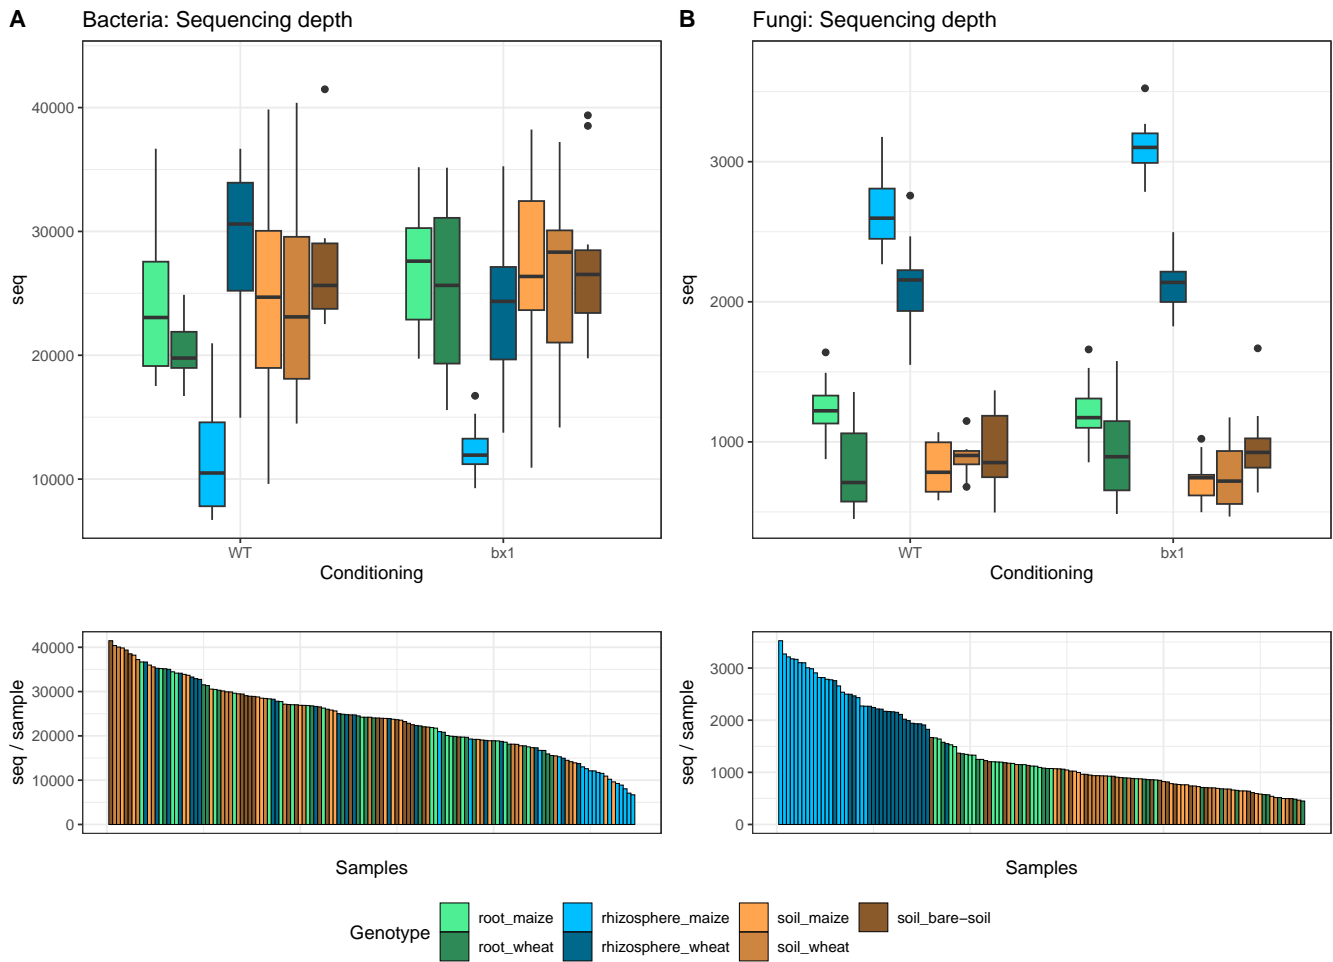 A Bacteria: Sequencing depth
40000
30000
20000
10000
seq
WT bx1
Conditioning
B Fungi: Sequencing depth
3000
2000
1000
seq
WT bx1
Conditioning
40000
30000
20000
10000
0
seq / sample
Samples
3000
2000
1000
0
seq / sample
Samples
Genotype
root_maize rhizosphere_maize soil_maize soil_bare−soil
root_wheat rhizosphere_wheat soil_wheat